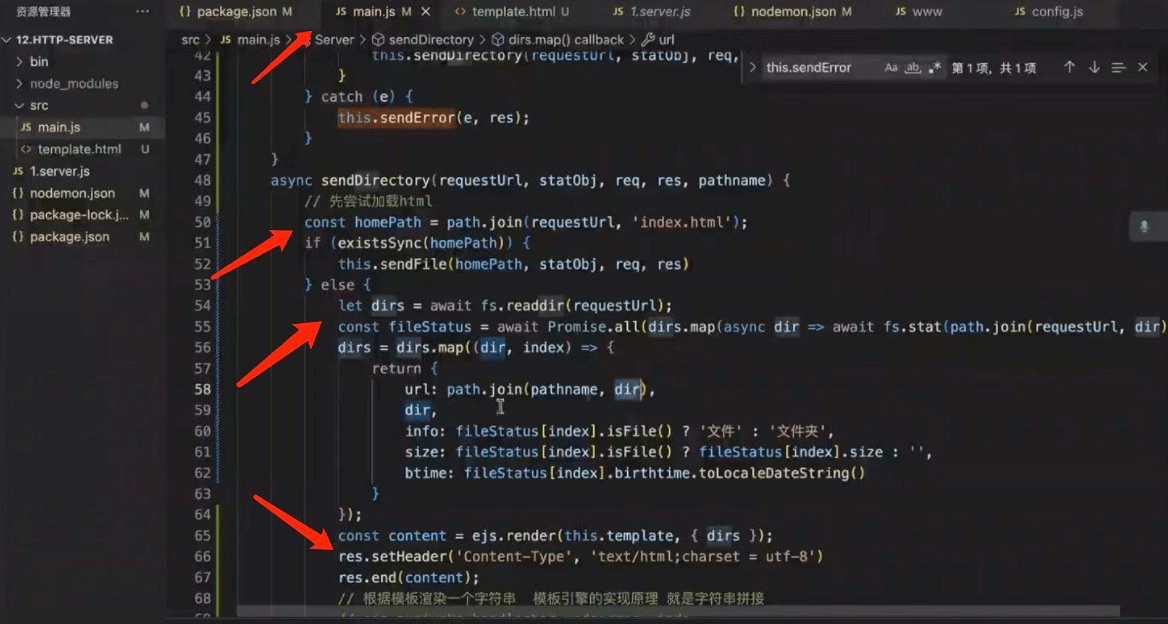 资源管理器 ···
{} package.json M
JS main.js M ×
<> template.html U
JS 1.server.js
{} nodemon.json M
JS www
JS config.js
12.HTTP-SERVER
src > JS main.js > Server > sendDirectory > dirs.map() callback > url
> bin
> node_modules
src
JS main.js M
<> template.html U
JS 1.server.js
{} nodemon.json M
{} package-lock.j... M
{} package.json M
> this.sendError Aa ab .* 第1项, 共1项 ↑ ↓ ×
42 this.sendDirectory(requestUrl, statObj, req,
43 }
44 } catch (e) {
45 this.sendError(e, res);
46 }
47 }
48 async sendDirectory(requestUrl, statObj, req, res, pathname) {
49 // 先尝试加载html
50 const homePath = path.join(requestUrl, 'index.html');
51 if (existsSync(homePath)) {
52 this.sendFile(homePath, statObj, req, res)
53 } else {
54 let dirs = await fs.readdir(requestUrl);
55 const fileStatus = await Promise.all(dirs.map(async dir => await fs.stat(path.join(requestUrl, dir)
56 dirs = dirs.map((dir, index) => {
57 return {
58 url: path.join(pathname, dir),
59 dir,
60 info: fileStatus[index].isFile() ? '文件' : '文件夹',
61 size: fileStatus[index].isFile() ? fileStatus[index].size : '',
62 btime: fileStatus[index].birthtime.toLocaleDateString()
63 }
64 });
65 const content = ejs.render(this.template, { dirs });
66 res.setHeader('Content-Type', 'text/html;charset = utf-8')
67 res.end(content);
68 // 根据模板渲染一个字符串 模板引擎的实现原理 就是字符串拼接